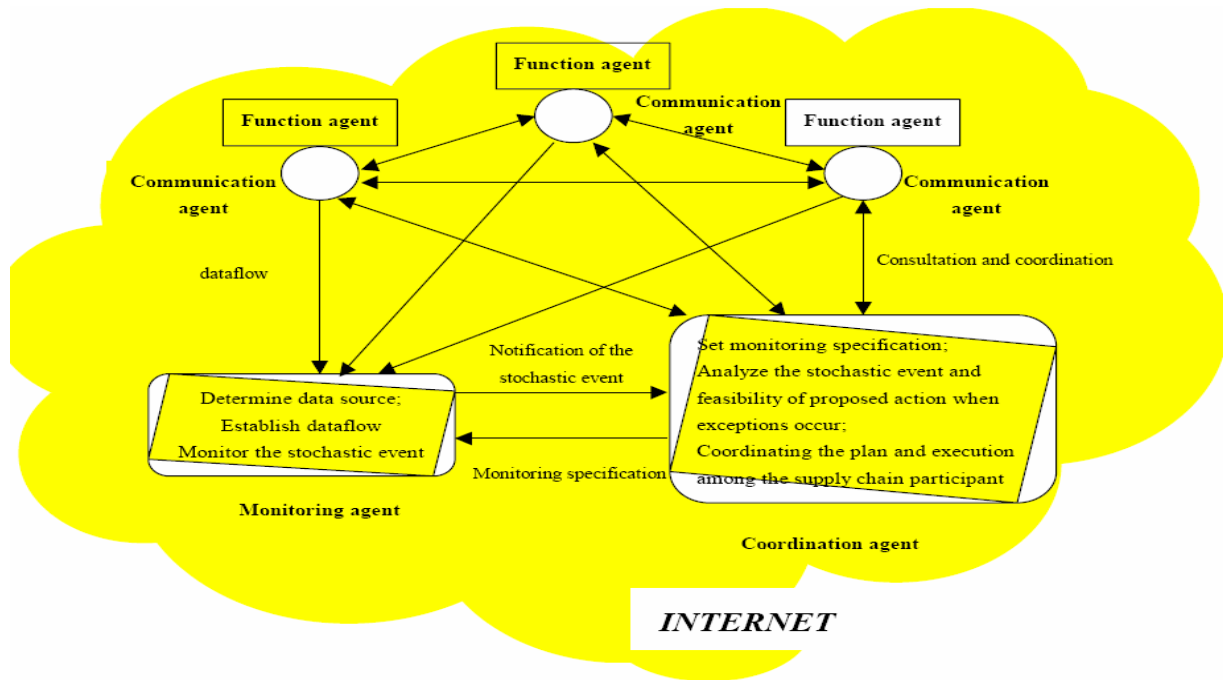 Function agent
Function agent
Communication
agent
Function agent
Communication
agent
Communication
agent
dataflow
Consultation and coordination
Notification of the
stochastic event
Set monitoring specification;
Analyze the stochastic event and
feasibility of proposed action when
exceptions occur;
Coordinating the plan and execution
among the supply chain participant
Determine data source;
Establish dataflow
Monitor the stochastic event
Monitoring specification
Monitoring agent
Coordination agent
INTERNET